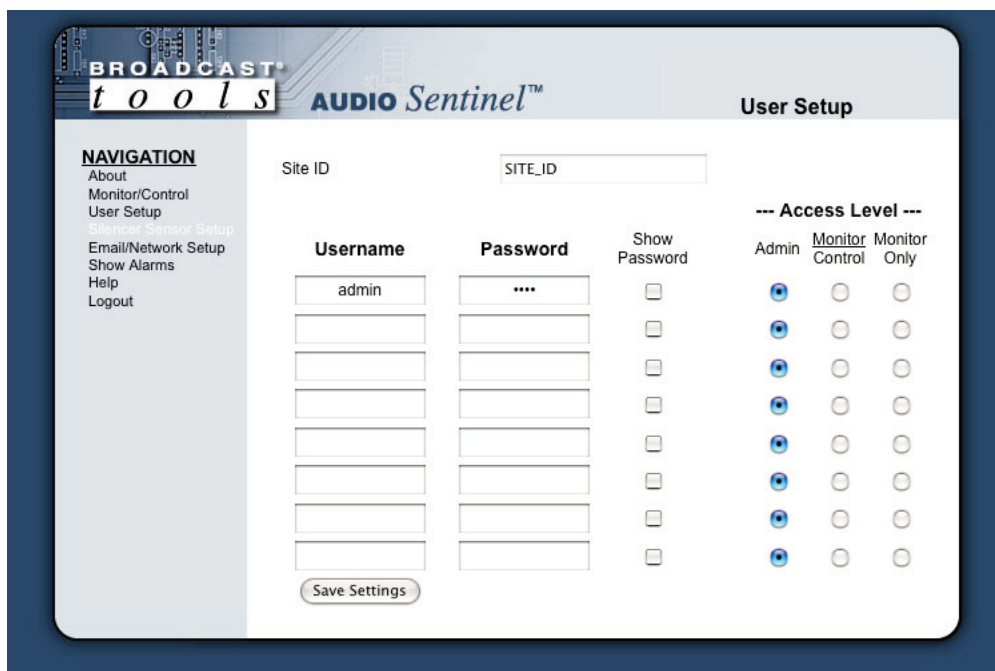 BROADCAST®
tools
AUDIO Sentinel™
User Setup
NAVIGATION
About
Monitor/Control
User Setup
Silencer Sensor Setup
Email/Network Setup
Show Alarms
Help
Logout
Site ID
SITE_ID
--- Access Level ---
Username
Password
Show
Password
Admin
Monitor
Control
Monitor
Only
admin
••••
Save Settings